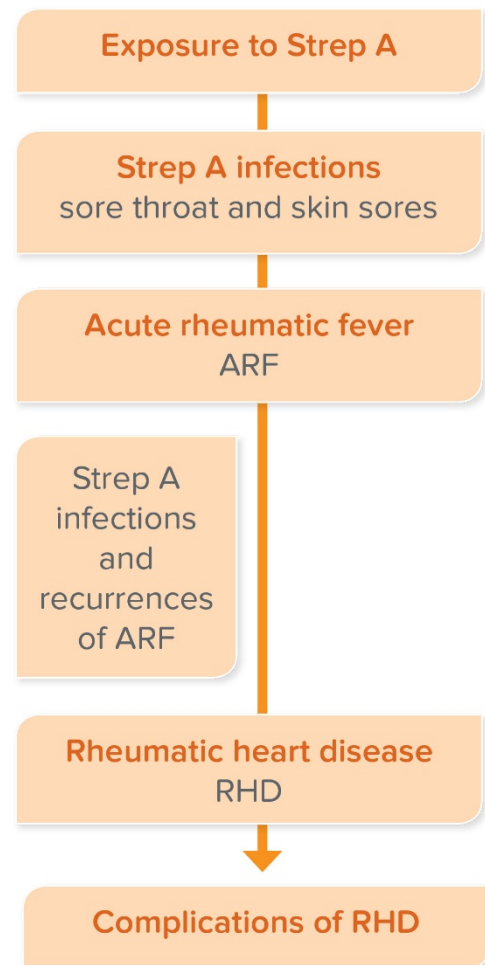 Exposure to Strep A
Strep A infections
sore throat and skin sores
Acute rheumatic fever
ARF
Strep A
infections
and
recurrences
of ARF
Rheumatic heart disease
RHD
Complications of RHD